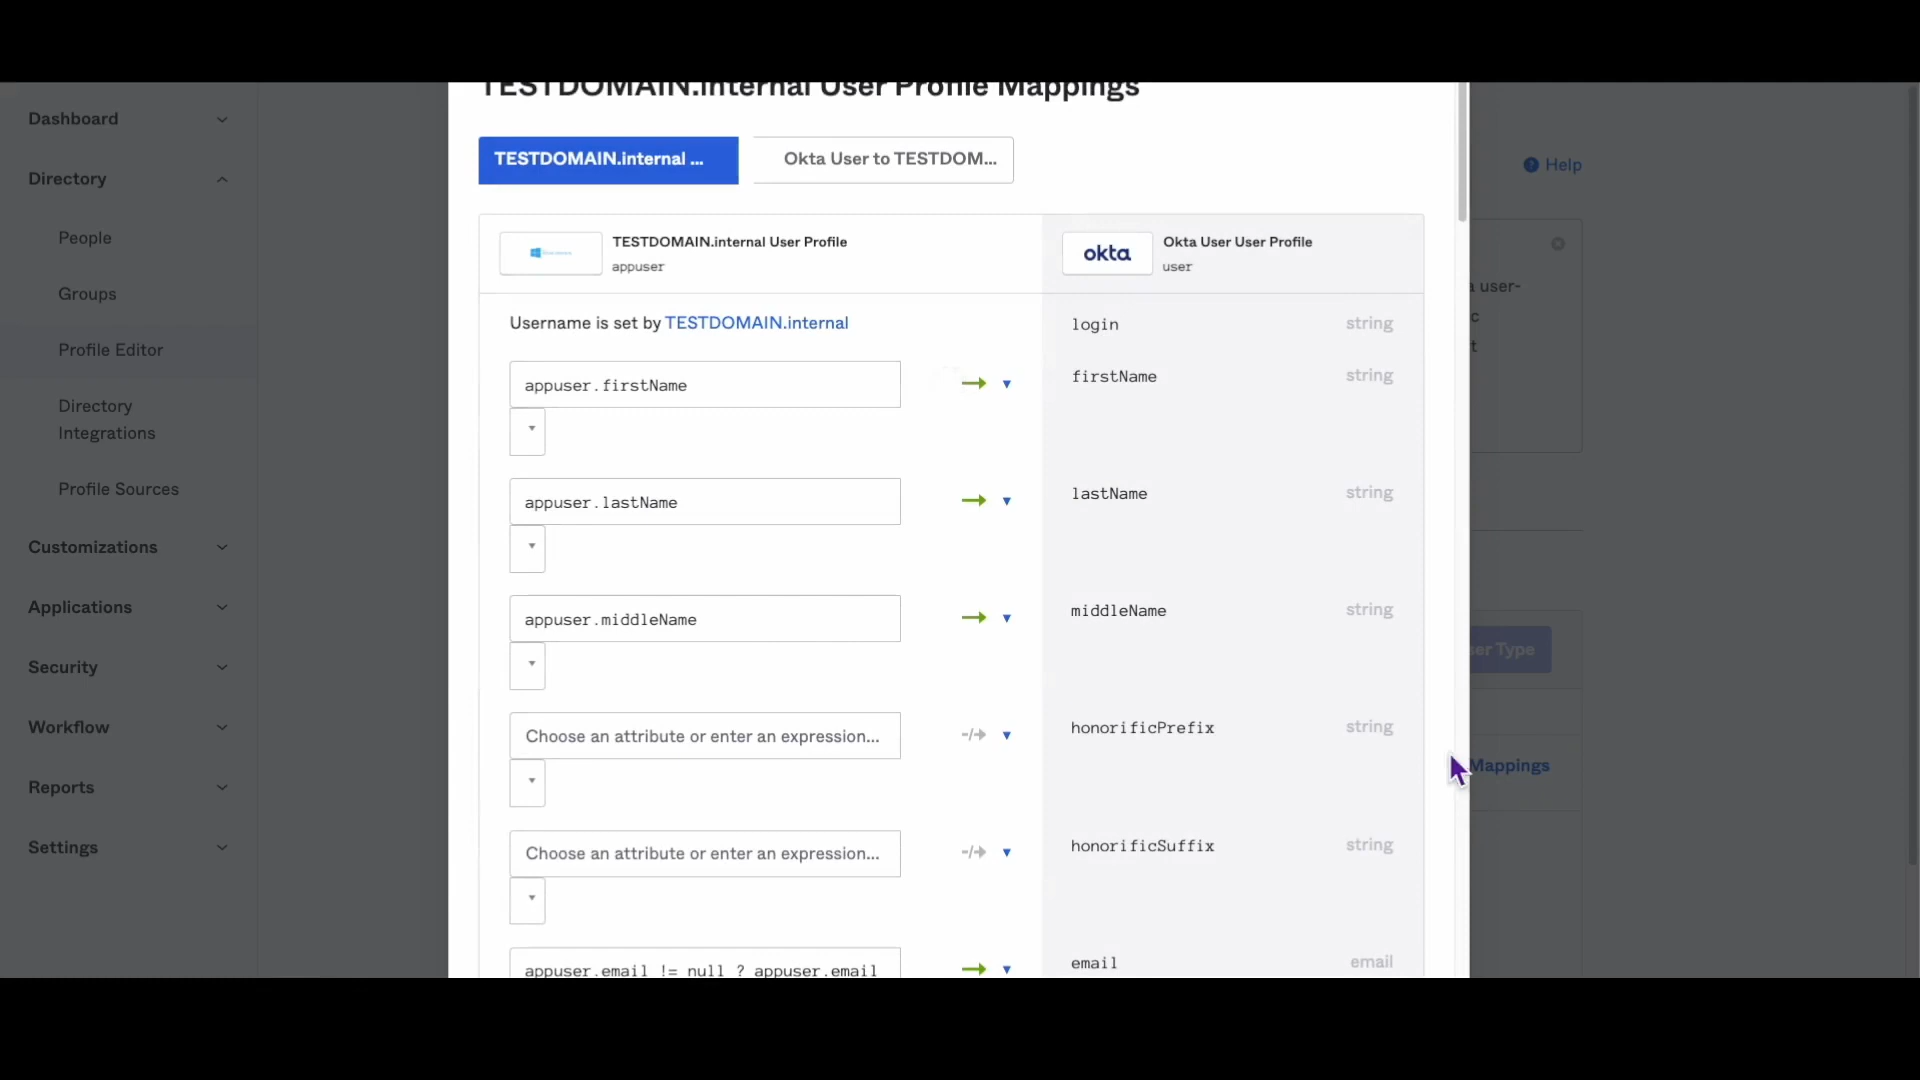 TESTDOMAIN.internal User Profile Mappings
Dashboard
Directory
People
Groups
Profile Editor
Directory
Integrations
Profile Sources
Customizations
Applications
Security
Workflow
Reports
Settings
TESTDOMAIN.internal ...
Okta User to TESTDOM...
Help
TESTDOMAIN.internal User Profile
appuser
okta
Okta User User Profile
user
a user-
c
t
Username is set by TESTDOMAIN.internal
login string
appuser.firstName
firstName string
appuser.lastName
lastName string
appuser.middleName
middleName string
ser Type
Choose an attribute or enter an expression...
honorificPrefix string
Mappings
Choose an attribute or enter an expression...
honorificSuffix string
appuser.email != null ? appuser.email
email email